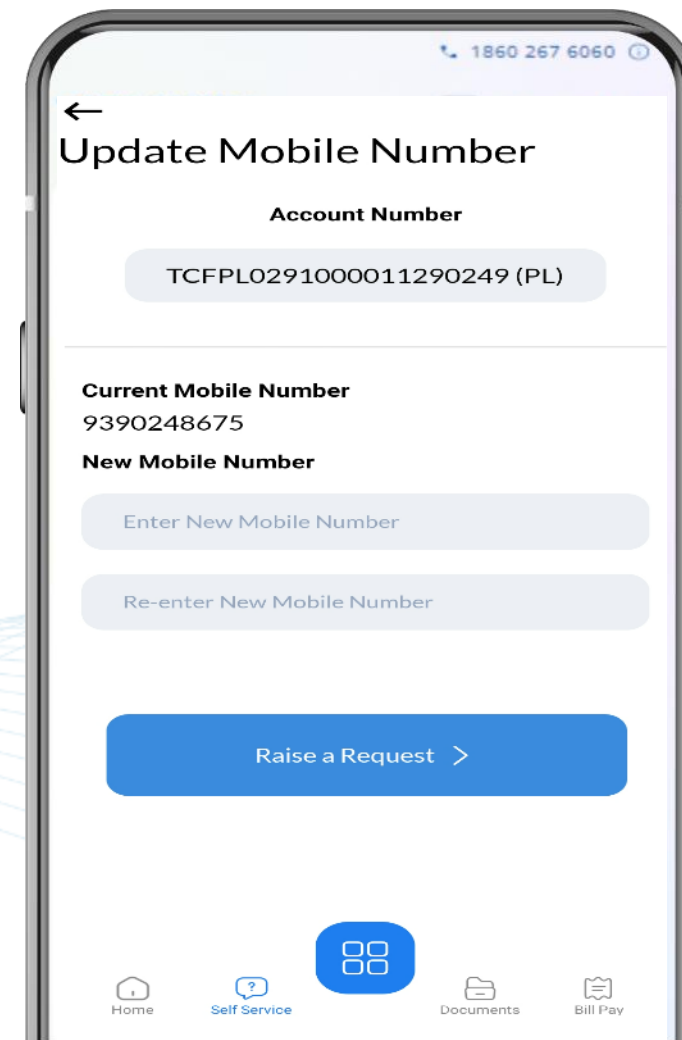 1860 267 6060
Update Mobile Number
Account Number
TCFPL0291000011290249 (PL)
Current Mobile Number
9390248675
New Mobile Number
Enter New Mobile Number
Re-enter New Mobile Number
Raise a Request >
Home Self Service Documents Bill Pay